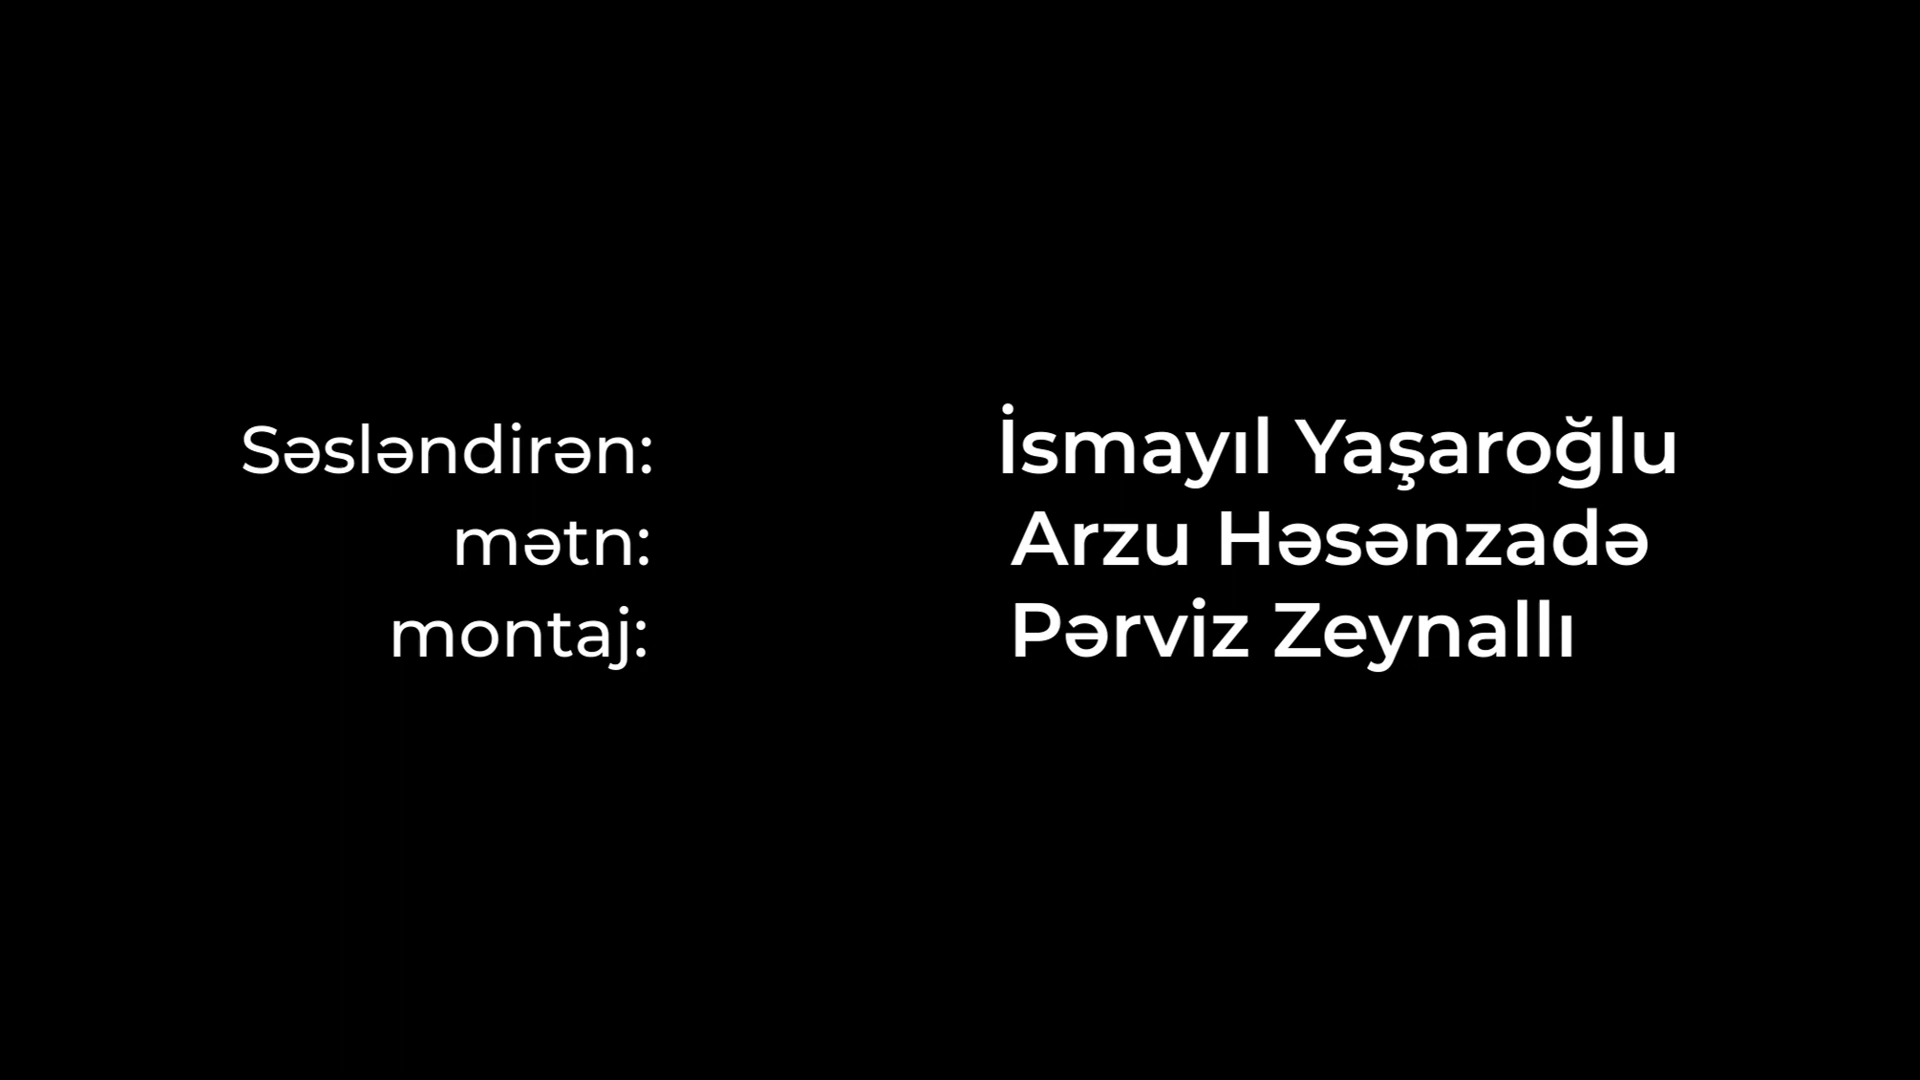 Səsləndirən: İsmayıl Yaşaroğlu
mətn: Arzu Həsənzadə
montaj: Pərviz Zeynallı